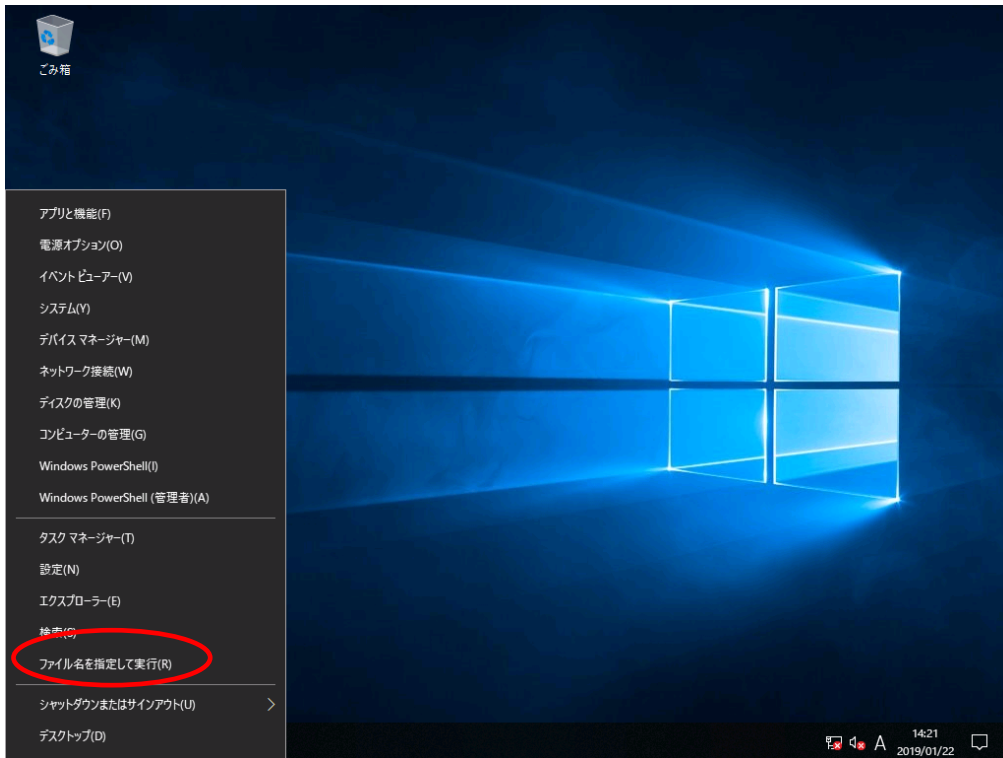 ごみ箱
アプリと機能(F)
電源オプション(O)
イベント ビューアー(V)
システム(Y)
デバイス マネージャー(M)
ネットワーク接続(W)
ディスクの管理(K)
コンピューターの管理(G)
Windows PowerShell(I)
Windows PowerShell (管理者)(A)
タスク マネージャー(T)
設定(N)
エクスプローラー(E)
検索(S)
ファイル名を指定して実行(R)
シャットダウンまたはサインアウト(U)
デスクトップ(D)
A
14:21
2019/01/22